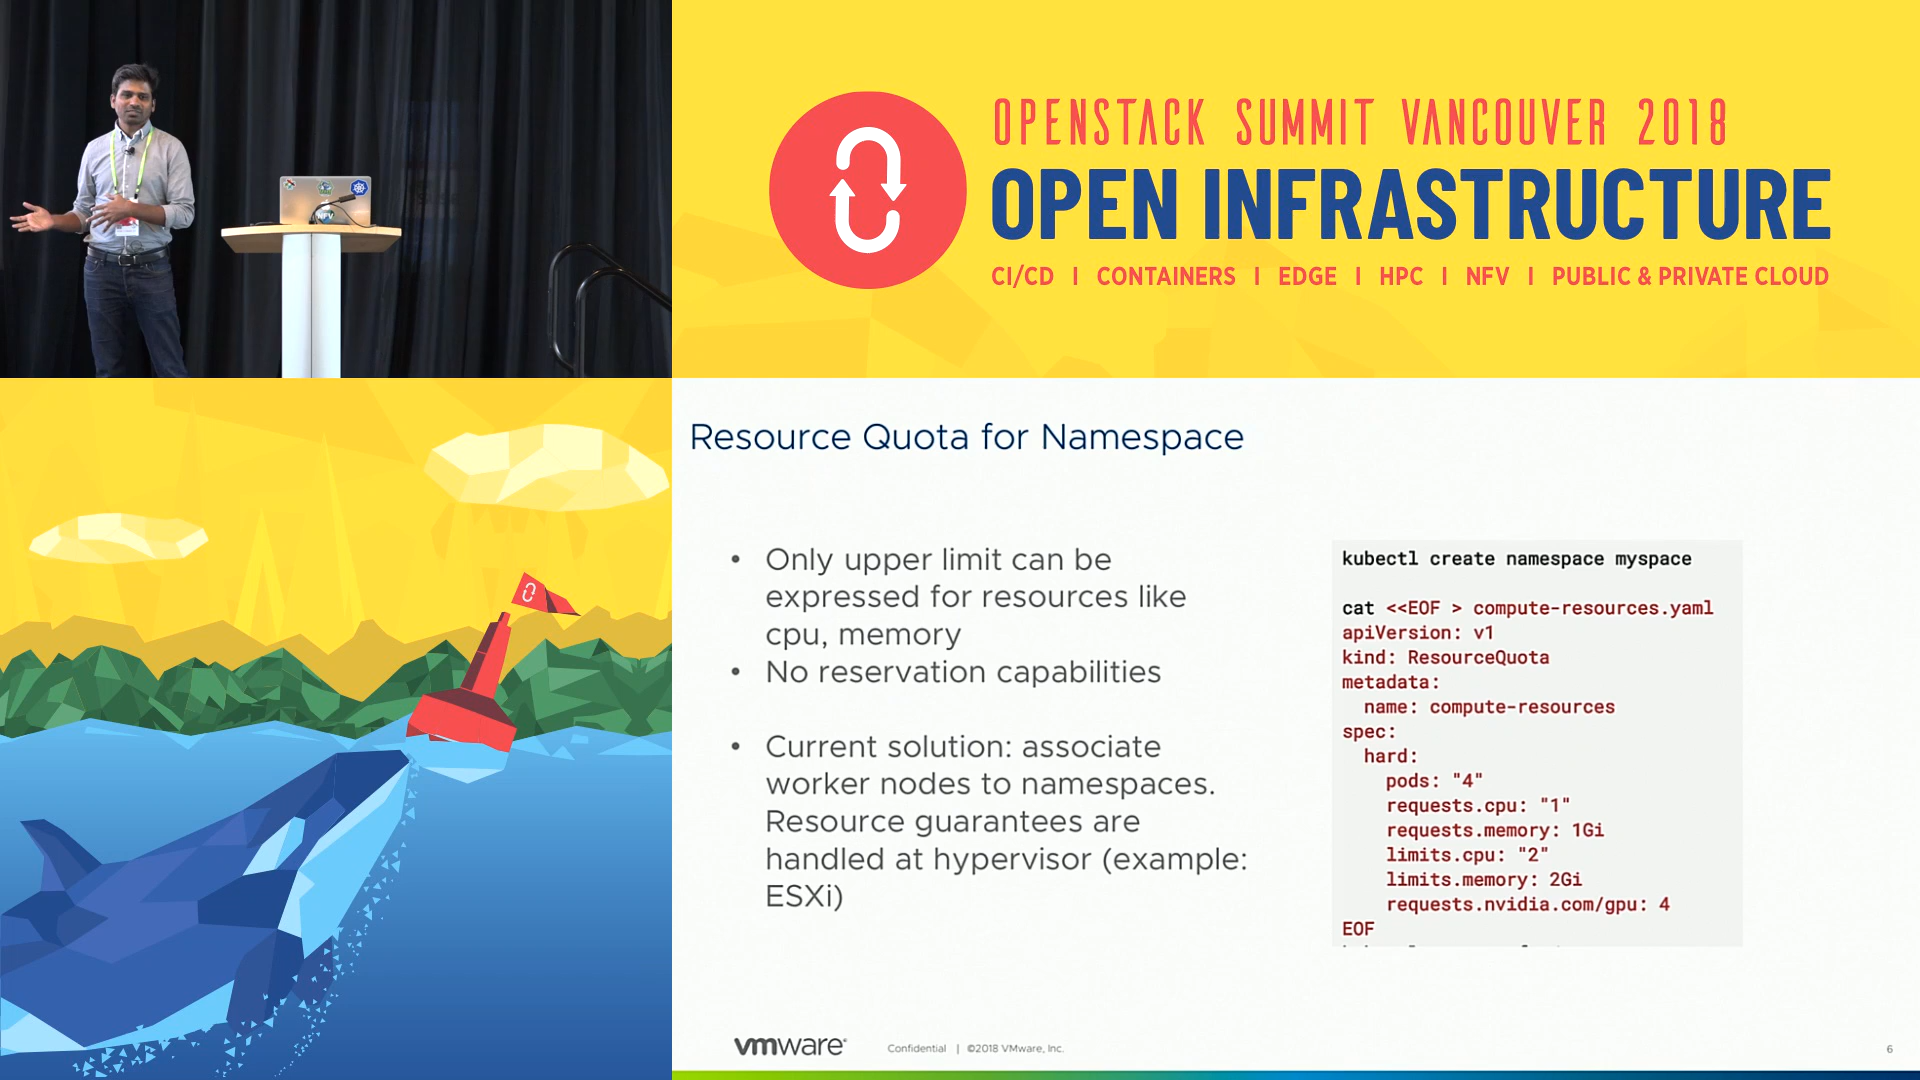 OPENSTACK SUMMIT VANCOUVER 2018
OPEN INFRASTRUCTURE
CI/CD | CONTAINERS | EDGE | HPC | NFV | PUBLIC & PRIVATE CLOUD
NFV
Resource Quota for Namespace
• Only upper limit can be
expressed for resources like
cpu, memory
• No reservation capabilities
• Current solution: associate
worker nodes to namespaces.
Resource guarantees are
handled at hypervisor (example:
ESXi)
kubectl create namespace myspace
cat <<EOF > compute-resources.yaml
apiVersion: v1
kind: ResourceQuota
metadata:
  name: compute-resources
spec:
  hard:
    pods: "4"
    requests.cpu: "1"
    requests.memory: 1Gi
    limits.cpu: "2"
    limits.memory: 2Gi
    requests.nvidia.com/gpu: 4
EOF
vmware
Confidential | ©2018 VMware, Inc.
6